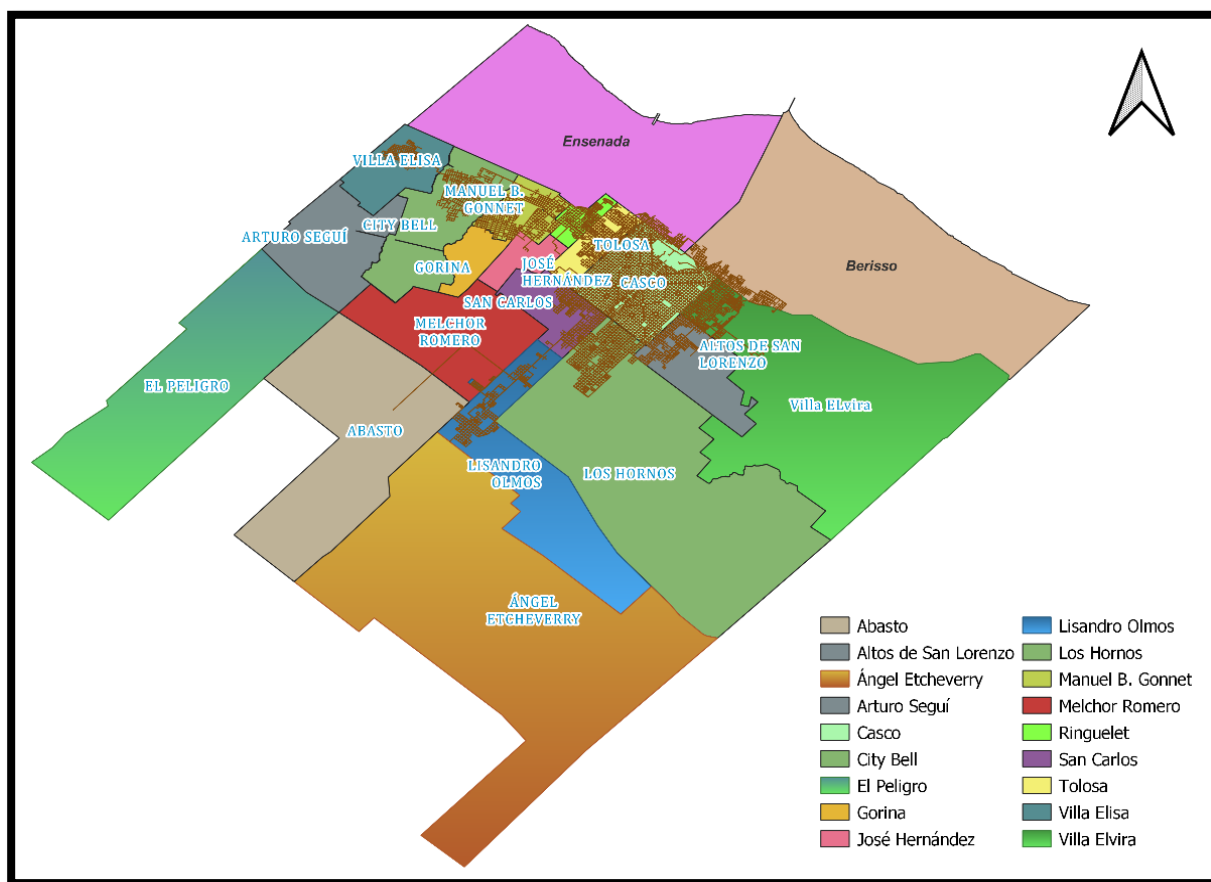 Ensenada
VILLA ELISA
MANUEL B.
GONNET
CITY BELL
ARTURO SEGUÍ
TOLOSA
GORINA
JOSÉ
HERNÁNDEZ
CASCO
Berisso
SAN CARLOS
MELCHOR
ROMERO
ALTOS DE SAN
LORENZO
EL PELIGRO
Villa ELvira
ABASTO
LISANDRO
OLMOS
LOS HORNOS
ÁNGEL
ETCHEVERRY
Abasto
Altos de San Lorenzo
Ángel Etcheverry
Arturo Seguí
Casco
City Bell
El Peligro
Gorina
José Hernández
Lisandro Olmos
Los Hornos
Manuel B. Gonnet
Melchor Romero
Ringuelet
San Carlos
Tolosa
Villa Elisa
Villa Elvira